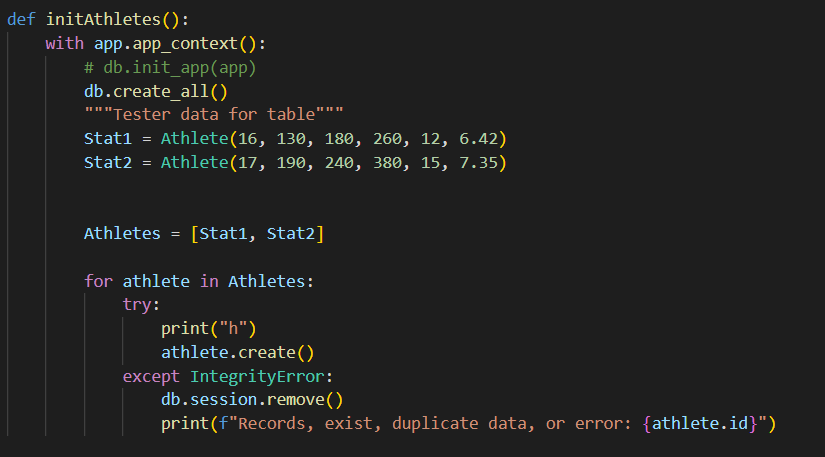 def initAthletes():
    with app.app_context():
        # db.init_app(app)
        db.create_all()
        """Tester data for table"""
        Stat1 = Athlete(16, 130, 180, 260, 12, 6.42)
        Stat2 = Athlete(17, 190, 240, 380, 15, 7.35)
        Athletes = [Stat1, Stat2]
        for athlete in Athletes:
            try:
                print("h")
                athlete.create()
            except IntegrityError:
                db.session.remove()
                print(f"Records, exist, duplicate data, or error: {athlete.id}")